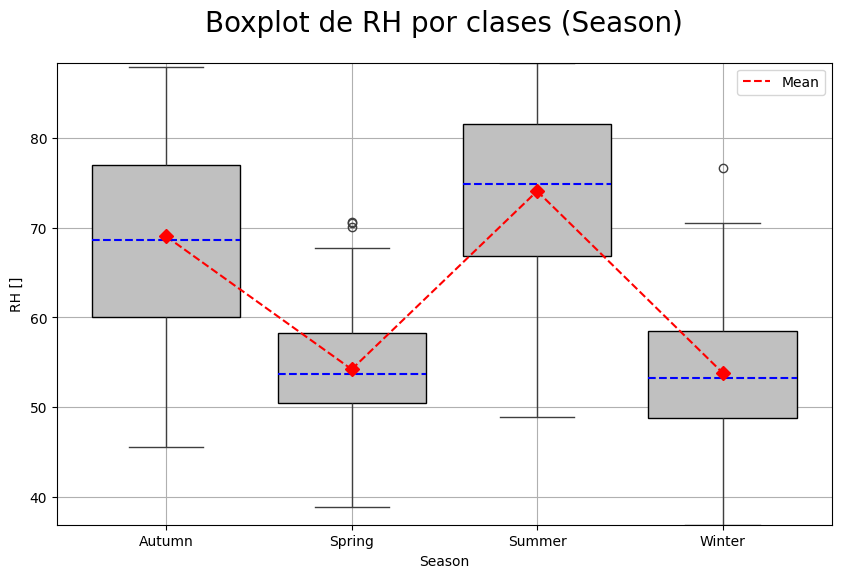 Boxplot de RH por clases (Season)
Mean
80
70
60
50
40
RH []
Autumn
Spring
Summer
Winter
Season